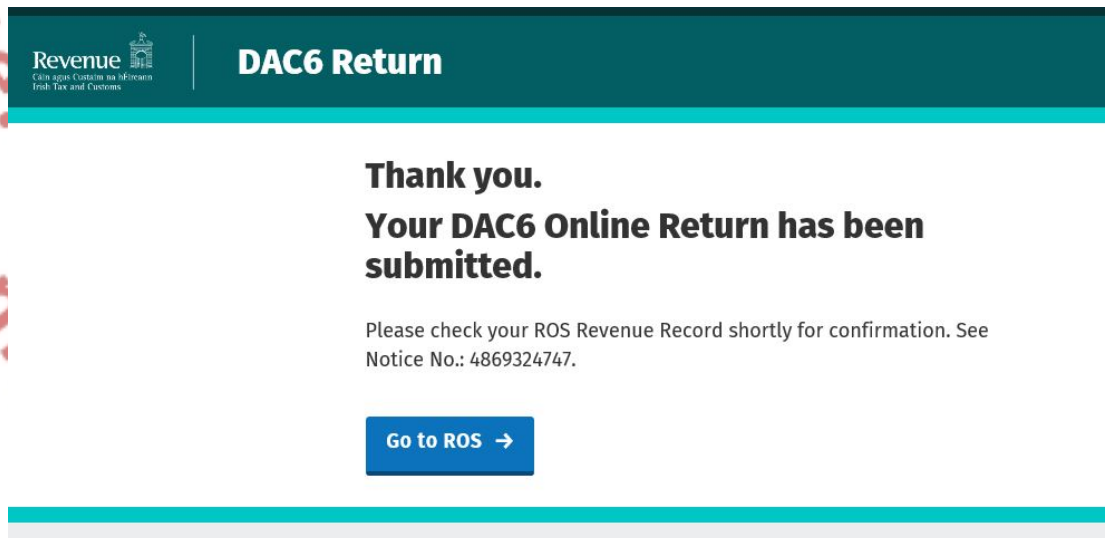 Revenue
Cáin agus Custaim na hÉireann
Irish Tax and Customs
DAC6 Return
Thank you.
Your DAC6 Online Return has been
submitted.
Please check your ROS Revenue Record shortly for confirmation. See
Notice No.: 4869324747.
Go to ROS →